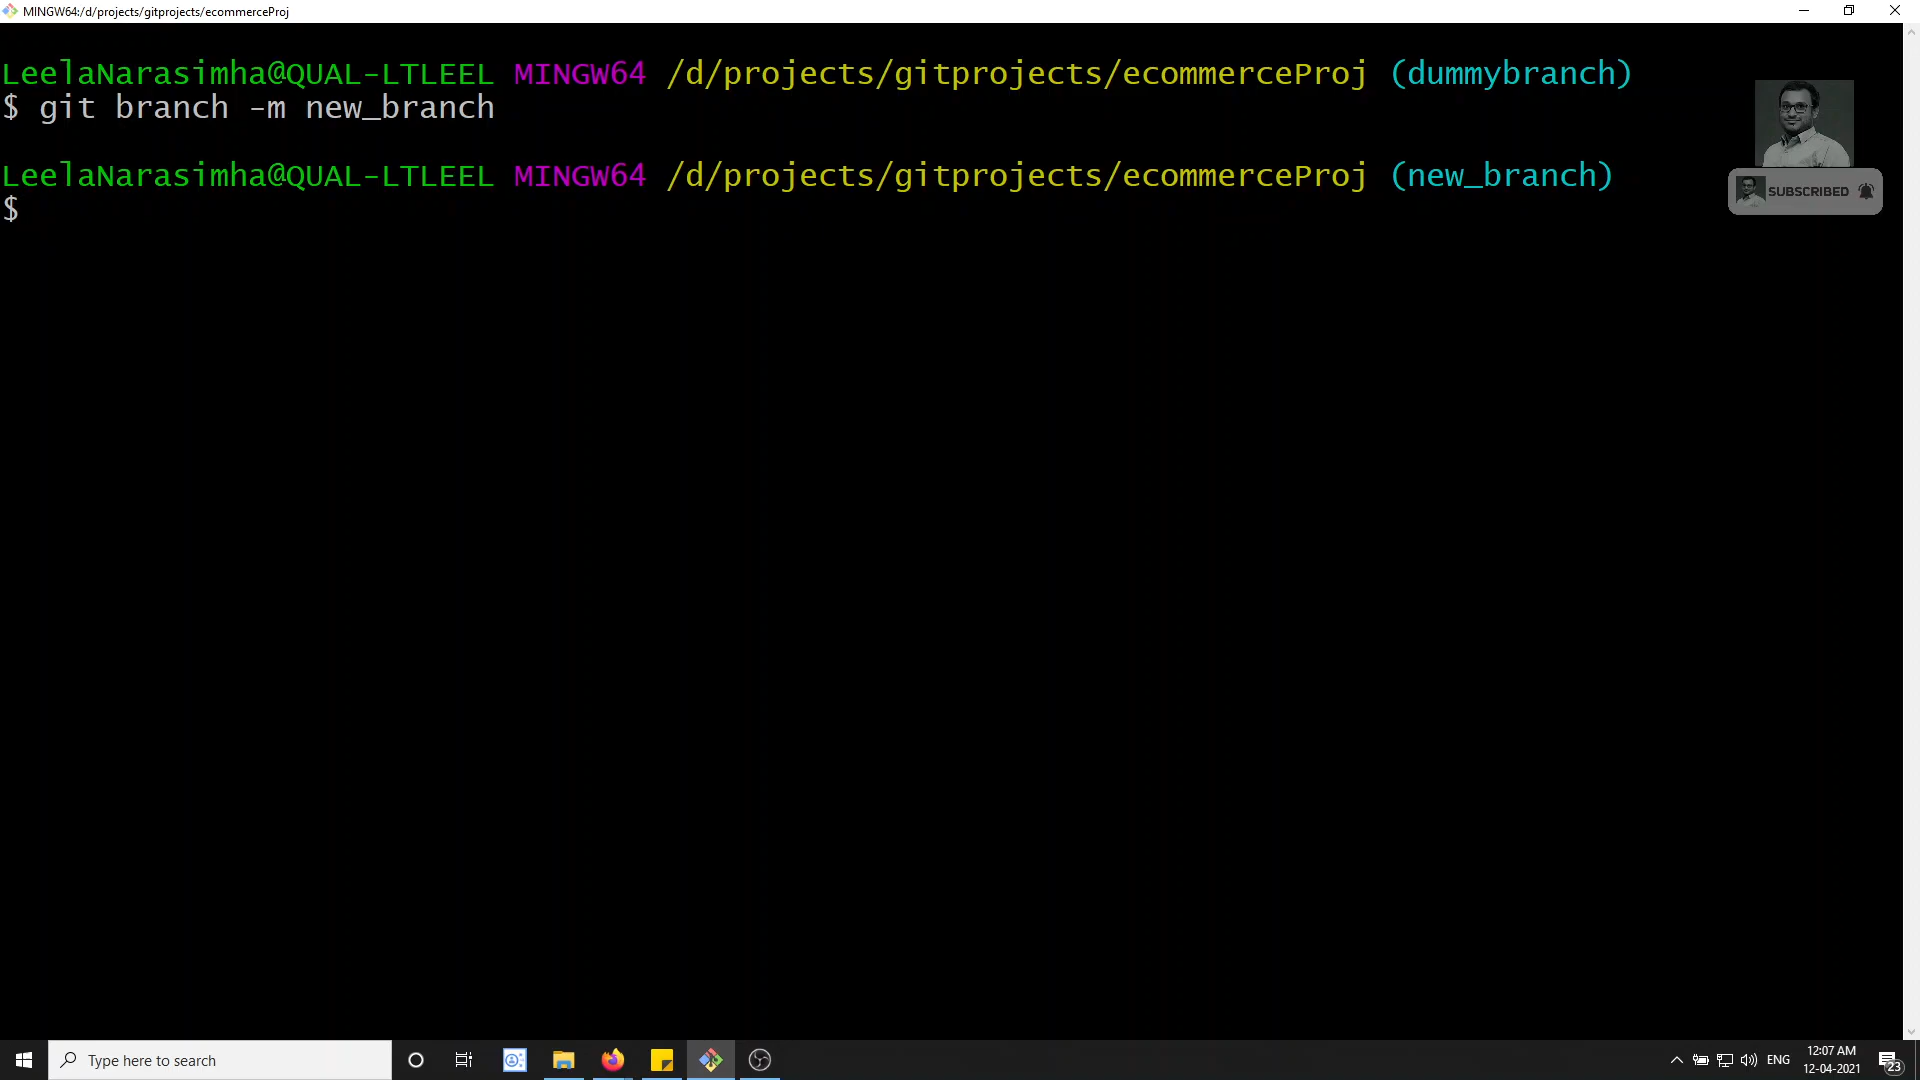 MINGW64:/d/projects/gitprojects/ecommerceProj
LeelaNarasimha@QUAL-LTLEEL MINGW64 /d/projects/gitprojects/ecommerceProj (dummybranch)
$ git branch -m new_branch
LeelaNarasimha@QUAL-LTLEEL MINGW64 /d/projects/gitprojects/ecommerceProj (new_branch)
$
SUBSCRIBED
Type here to search
ENG
12:07 AM
12-04-2021
23